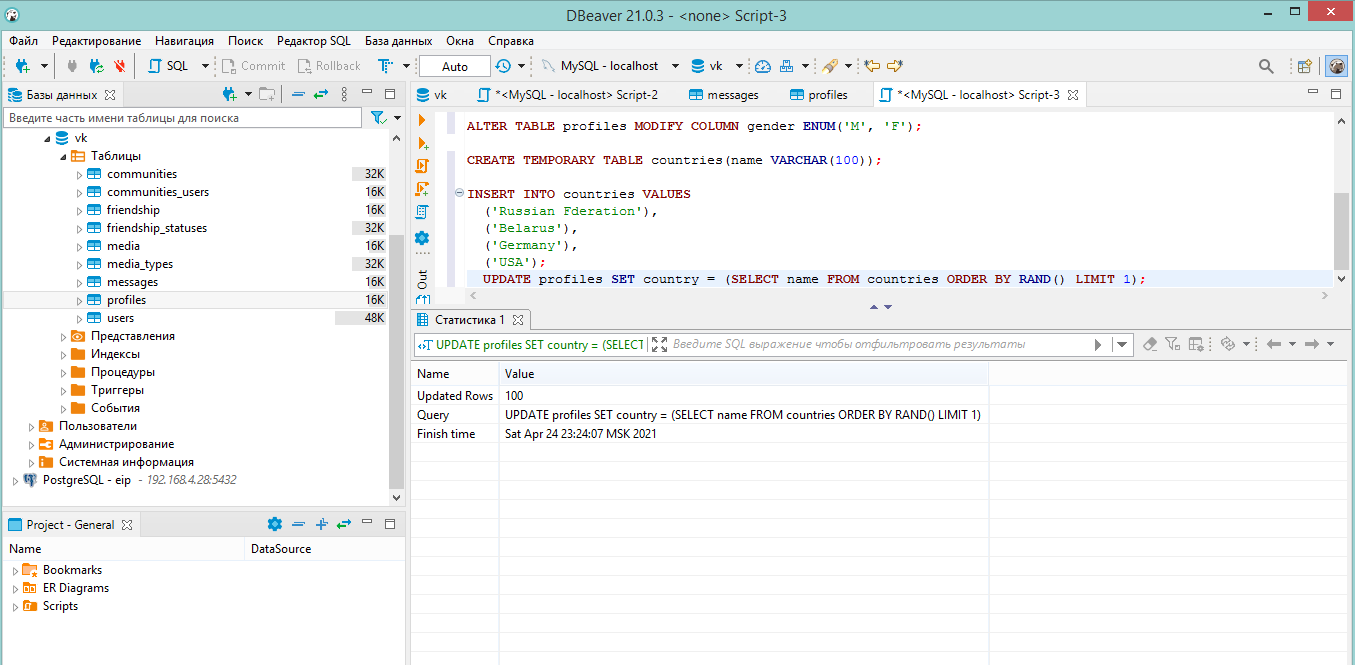 DBeaver 21.0.3 - <none> Script-3
Файл Редактирование Навигация Поиск Редактор SQL База данных Окна Справка
SQL Commit Rollback Auto MySQL - localhost vk
Базы данных
Введите часть имени таблицы для поиска
vk
Таблицы
communities 32K
communities_users 16K
friendship 16K
friendship_statuses 32K
media 16K
media_types 32K
messages 16K
profiles 16K
users 48K
Представления
Индексы
Процедуры
Триггеры
События
Пользователи
Администрирование
Системная информация
PostgreSQL - eip - 192.168.4.28:5432
Project - General
Name DataSource
Bookmarks
ER Diagrams
Scripts
vk *<MySQL - localhost> Script-2 messages profiles *<MySQL - localhost> Script-3
ALTER TABLE profiles MODIFY COLUMN gender ENUM('M', 'F');
CREATE TEMPORARY TABLE countries(name VARCHAR(100));
INSERT INTO countries VALUES
('Russian Fderation'),
('Belarus'),
('Germany'),
('USA');
UPDATE profiles SET country = (SELECT name FROM countries ORDER BY RAND() LIMIT 1);
Out
Статистика 1
UPDATE profiles SET country = (SELECT Введите SQL выражение чтобы отфильтровать результаты
Name Value
Updated Rows 100
Query UPDATE profiles SET country = (SELECT name FROM countries ORDER BY RAND() LIMIT 1)
Finish time Sat Apr 24 23:24:07 MSK 2021